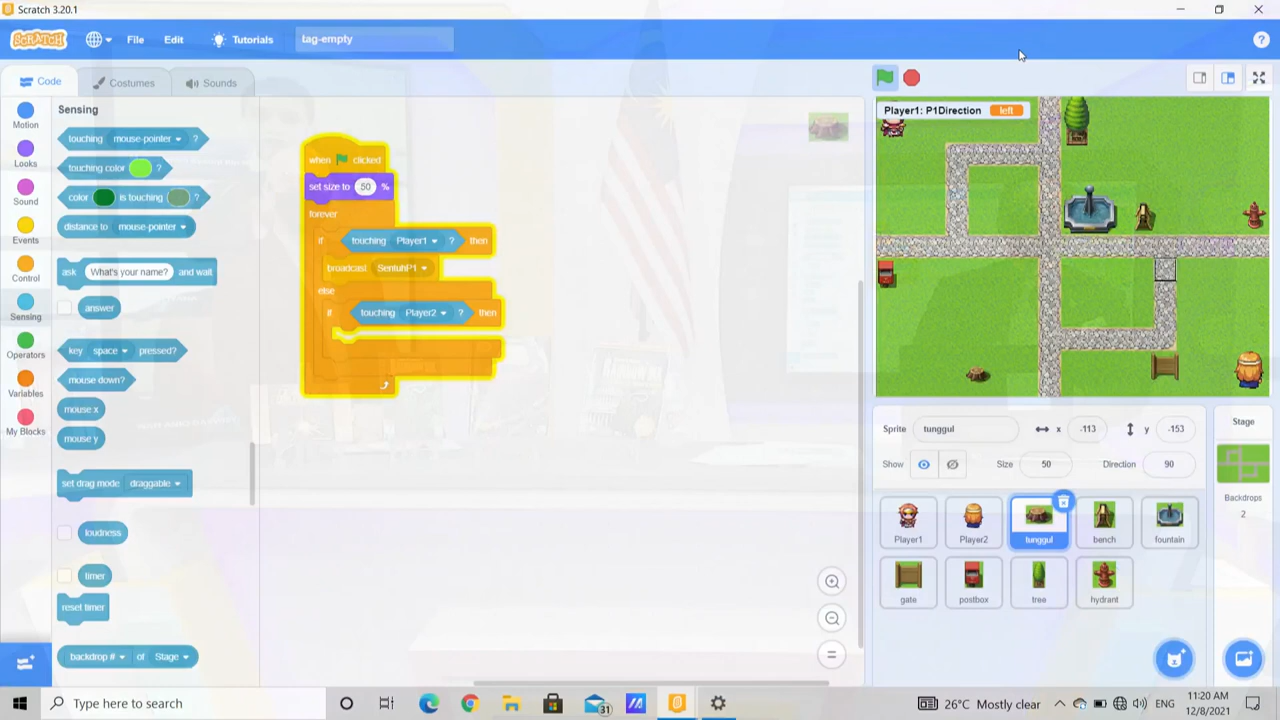 Scratch 3.20.1
SCRATCH File Edit Tutorials tag-empty
Code Costumes Sounds
Motion
Looks
Sound
Events
Control
Sensing
Operators
Variables
My Blocks
Sensing
touching mouse-pointer ?
touching color ?
color is touching ?
distance to mouse-pointer
ask What's your name? and wait
answer
key space pressed?
mouse down?
mouse x
mouse y
set drag mode draggable
loudness
timer
reset timer
backdrop # of Stage
when clicked
set size to 50 %
forever
if touching Player1 ? then
broadcast SentuhP1
else
if touching Player2 ? then
Player1: P1Direction left
Sprite tunggul x -113 y -153
Show Size 50 Direction 90
Player1 Player2 tunggul bench fountain
gate postbox tree hydrant
Stage
Backdrops
2
Type here to search
31
26°C Mostly clear
ENG
11:20 AM
12/8/2021